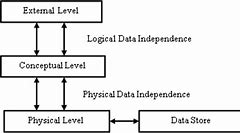 External Level
Logical Data Independence
Conceptual Level
Physical Data Independence
Physical Level
Data Store